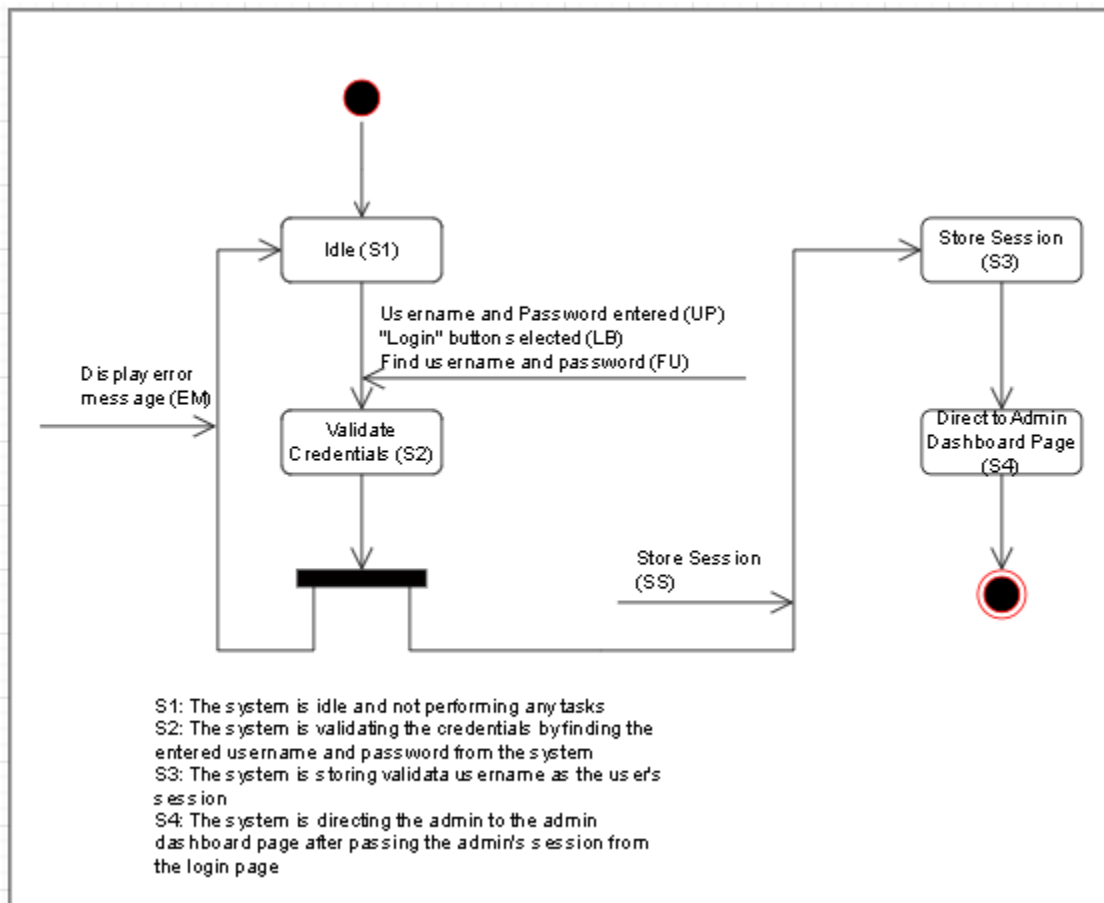 Idle (S1)
Store Session
(S3)
Username and Password entered (UP)
"Login" button selected (LB)
Find username and password (FU)
Display error
message (EM)
Validate
Credentials (S2)
Direct to Admin
Dashboard Page
(S4)
Store Session
(SS)
S1: The system is idle and not performing any tasks
S2: The system is validating the credentials by finding the
entered username and password from the system
S3: The system is storing validata username as the user's
session
S4: The system is directing the admin to the admin
dashboard page after passing the admin's session from
the login page